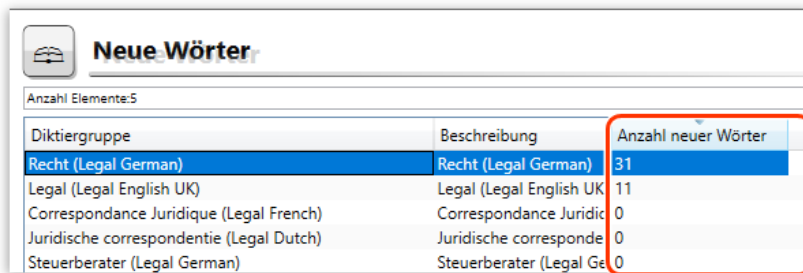 Neue Wörter
Anzahl Elemente:5
Diktiergruppe Beschreibung Anzahl neuer Wörter
Recht (Legal German) Recht (Legal German) 31
Legal (Legal English UK) Legal (Legal English UK 11
Correspondance Juridique (Legal French) Correspondance Juridic 0
Juridische correspondentie (Legal Dutch) Juridische corresponde 0
Steuerberater (Legal German) Steuerberater (Legal Ge 0